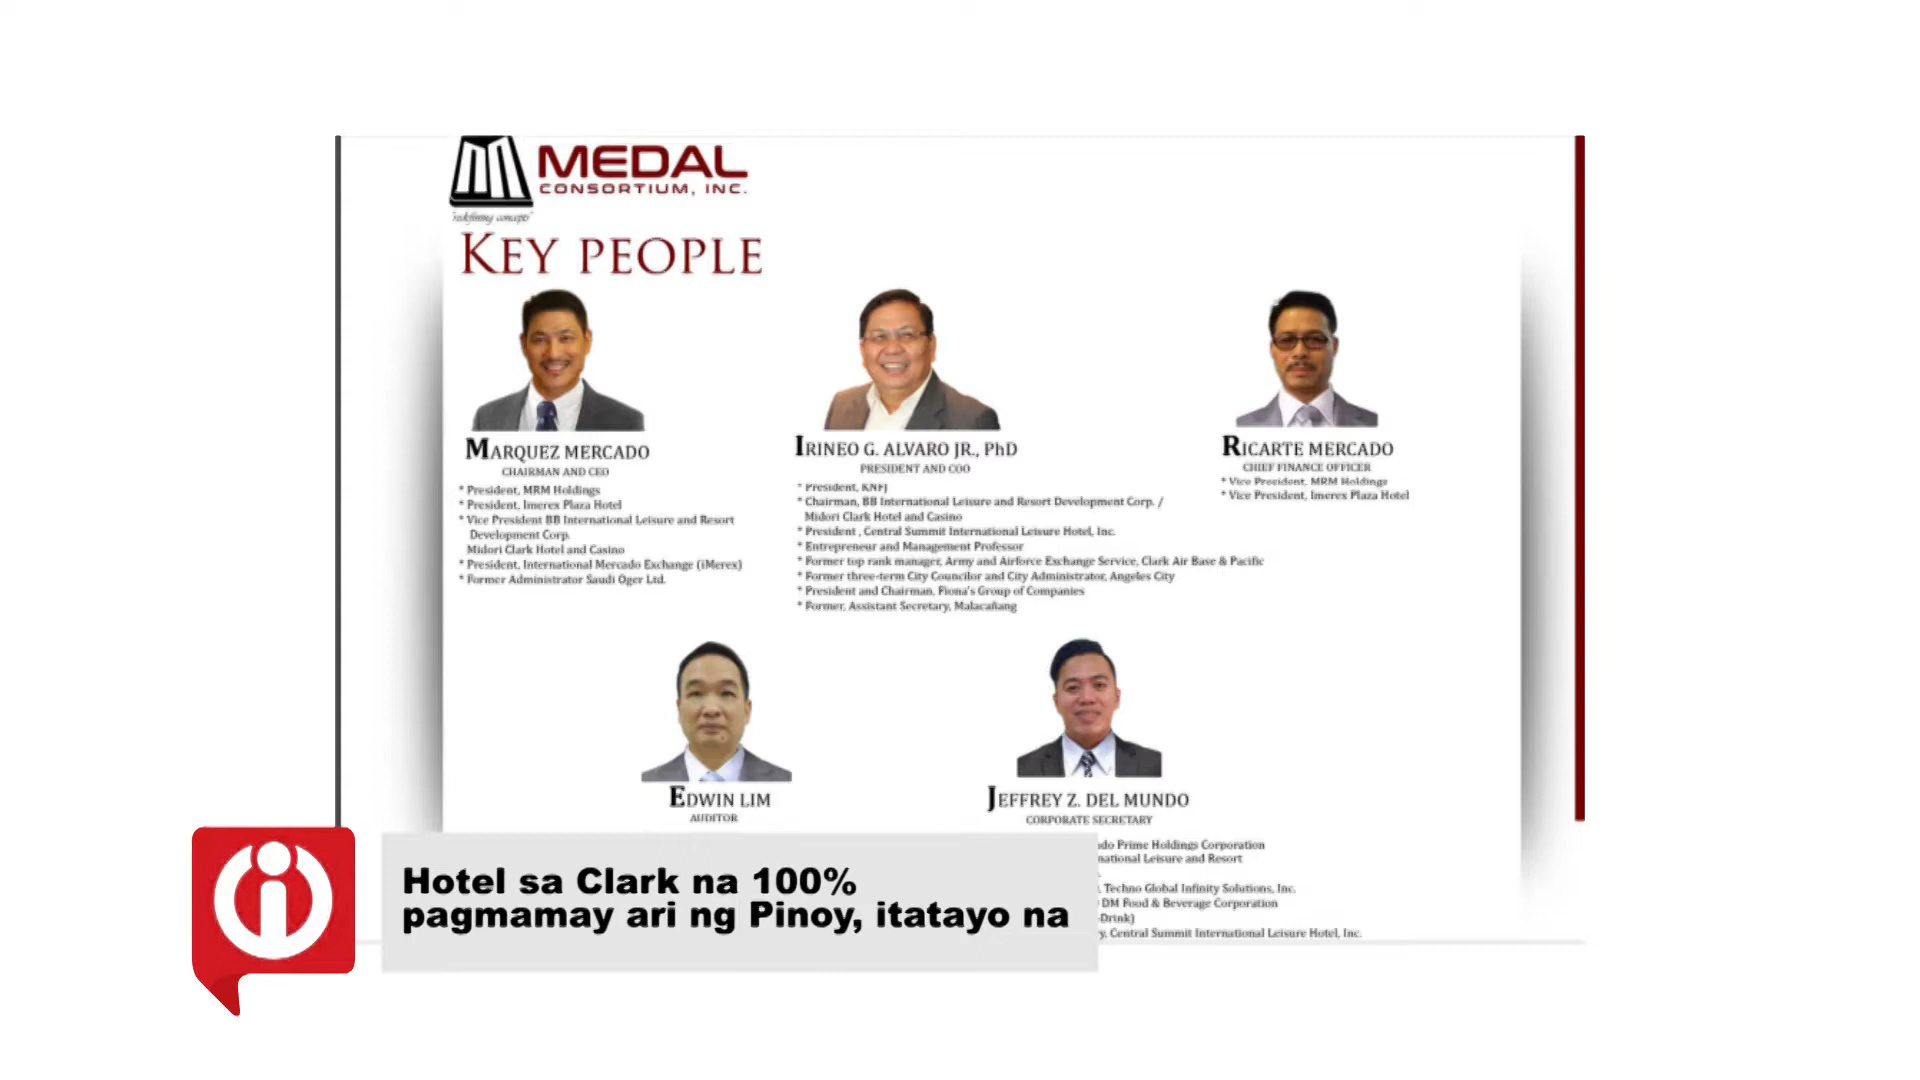 MEDAL
CONSORTIUM, INC.
"redefining concepts"
KEY PEOPLE
MARQUEZ MERCADO
CHAIRMAN AND CEO
* President, MRM Holdings
* President, Imerex Plaza Hotel
* Vice President BB International Leisure and Resort
Development Corp.
Midori Clark Hotel and Casino
* President, International Mercado Exchange (iMerex)
* Former Administrator Saudi Oger Ltd.
IRINEO G. ALVARO JR., PhD
PRESIDENT AND COO
* President, KNFJ
* Chairman, BB International Leisure and Resort Development Corp. /
Midori Clark Hotel and Casino
* President , Central Summit International Leisure Hotel, Inc.
* Entrepreneur and Management Professor
* Former top rank manager, Army and Airforce Exchange Service, Clark Air Base & Pacific
* Former three-term City Councilor and City Administrator, Angeles City
* President and Chairman, Fiona's Group of Companies
* Former, Assistant Secretary, Malacañang
RICARTE MERCADO
CHIEF FINANCE OFFICER
* Vice President, MRM Holdings
* Vice President, Imerex Plaza Hotel
EDWIN LIM
AUDITOR
JEFFREY Z. DEL MUNDO
CORPORATE SECRETARY
Prime Holdings Corporation
Leisure and Resort
Techno Global Infinity Solutions, Inc.
DM Food & Beverage Corporation
-Drink)
Central Summit International Leisure Hotel, Inc.
Hotel sa Clark na 100%
pagmamay ari ng Pinoy, itatayo na